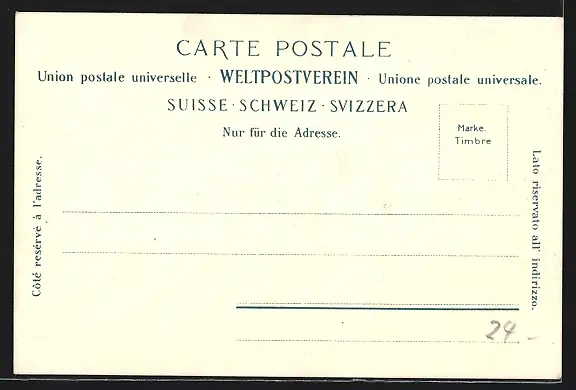 CARTE POSTALE
Union postale universelle · WELTPOSTVEREIN · Unione postale universale.
SUISSE · SCHWEIZ · SVIZZERA
Nur für die Adresse.
Marke.
Timbre
Côté resérvé à l'adresse.
Lato riservato all' indirizzo.
24 -